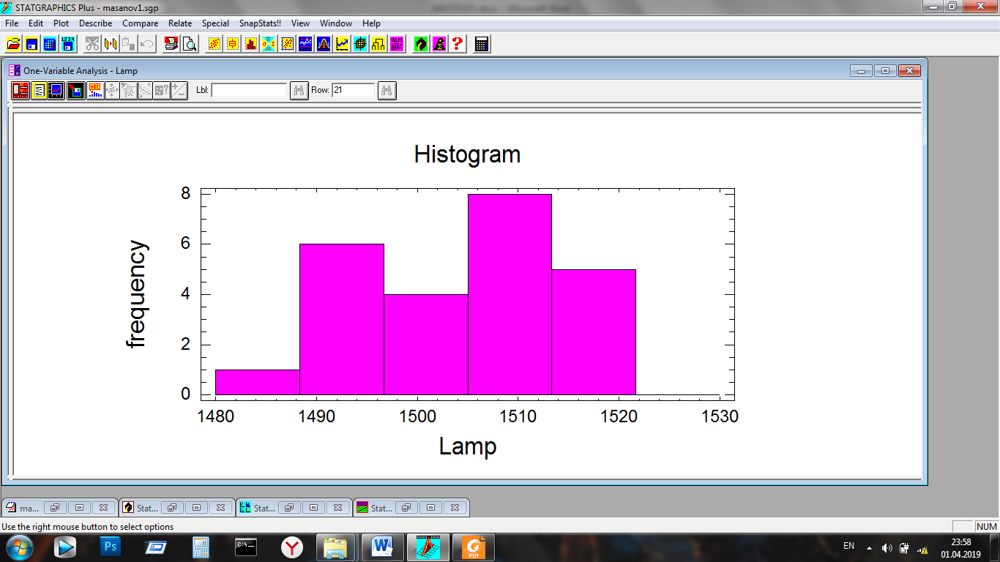 STATGRAPHICS Plus - masanov1.sgp
File Edit Plot Describe Compare Relate Special SnapStats!! View Window Help
One-Variable Analysis - Lamp
Lbl: Row: 21
Histogram
8
6
4
2
0
frequency
1480 1490 1500 1510 1520 1530
Lamp
ma... Stat... Stat... Stat...
Use the right mouse button to select options
NUM
EN
23:58
01.04.2019